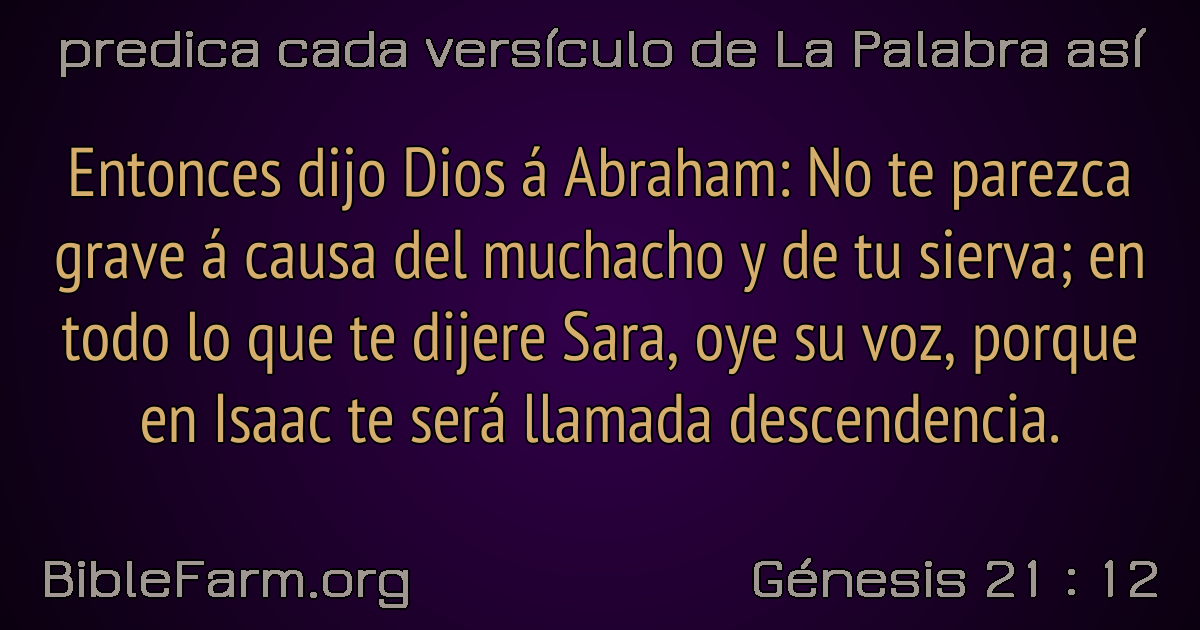 predica cada versículo de La Palabra así
Entonces dijo Dios á Abraham: No te parezca
grave á causa del muchacho y de tu sierva; en
todo lo que te dijere Sara, oye su voz, porque
en Isaac te será llamada descendencia.
BibleFarm.org
Génesis 21 : 12